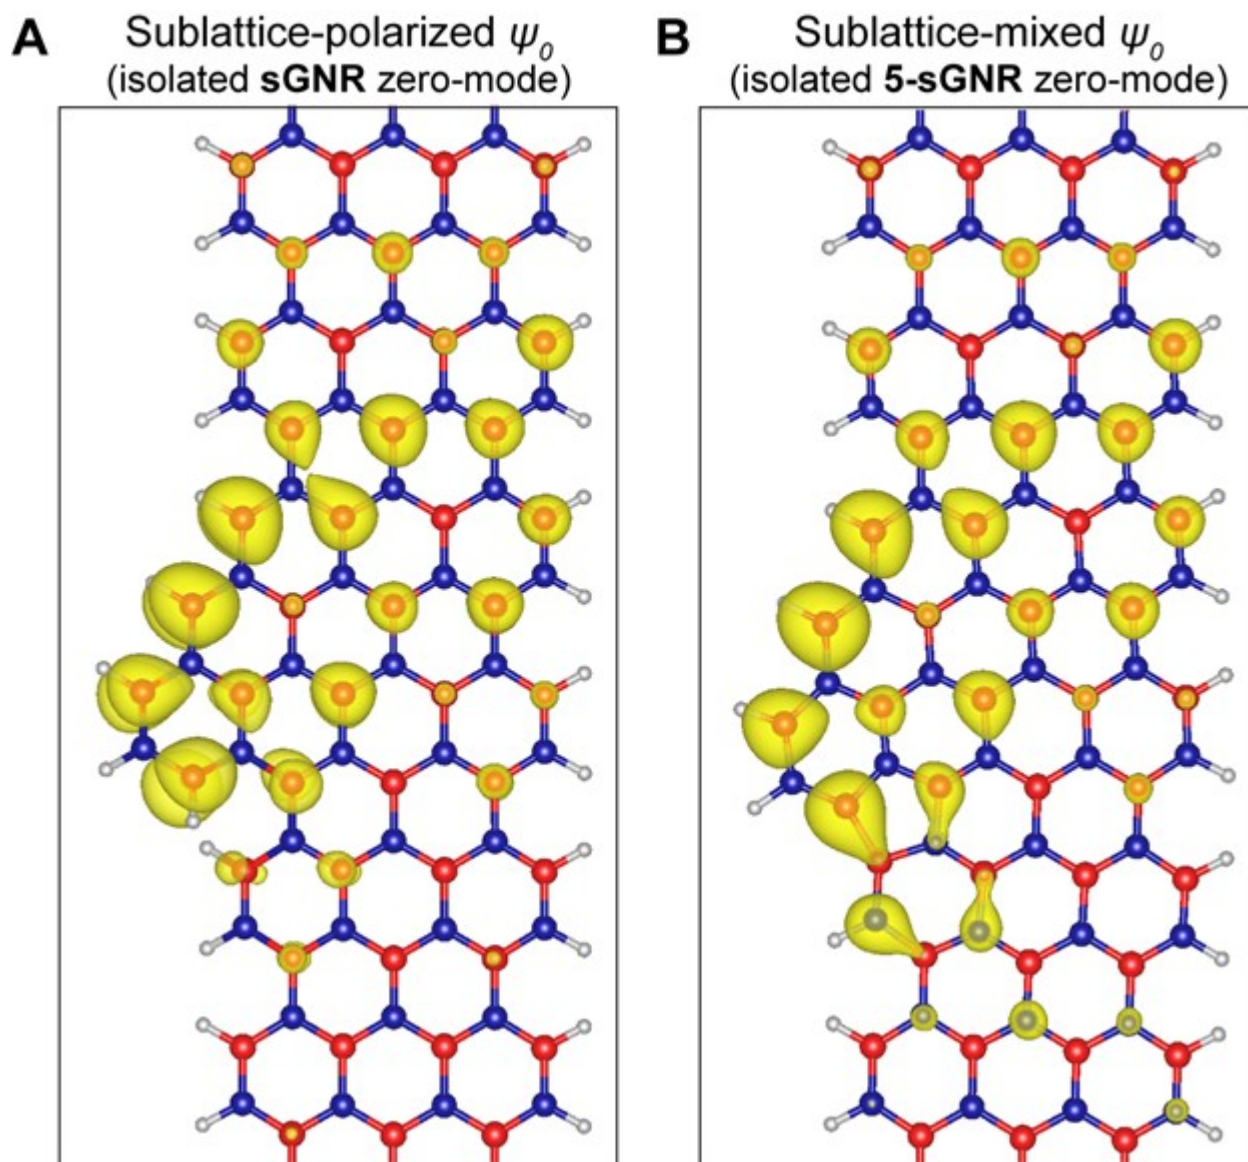 A Sublattice-polarized ψ₀
(isolated sGNR zero-mode)
B Sublattice-mixed ψ₀
(isolated 5-sGNR zero-mode)